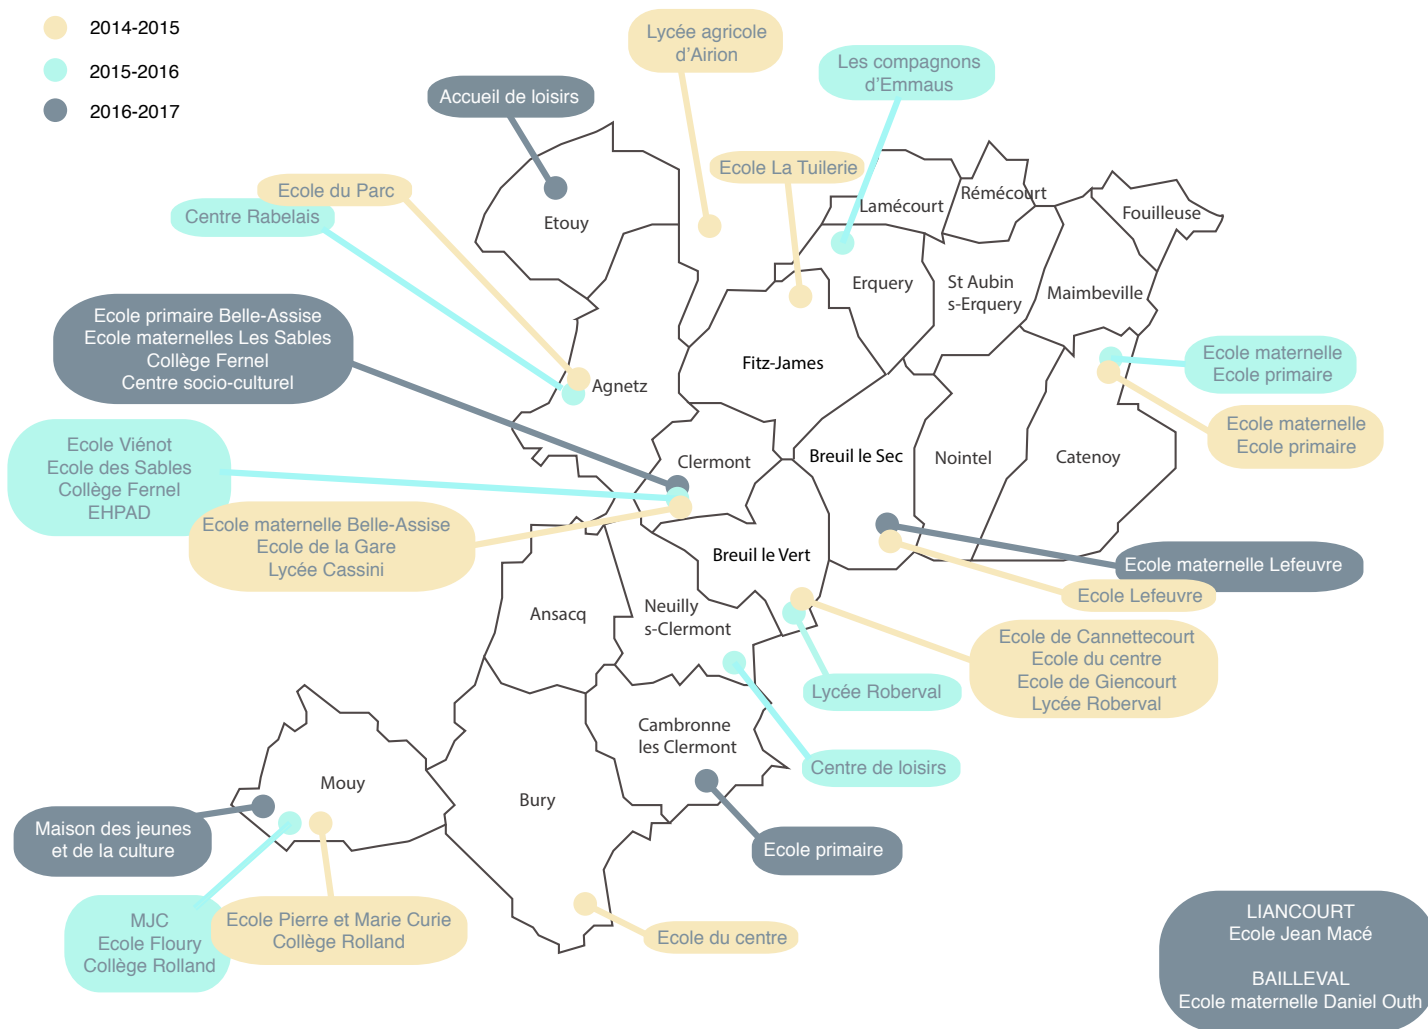 2014-2015
2015-2016
2016-2017
Lycée agricole
d'Airion
Les compagnons
d'Emmaus
Accueil de loisirs
Ecole La Tuilerie
Ecole du Parc
Centre Rabelais
Etouy
Lamécourt
Rémécourt
Fouilleuse
Erquery
St Aubin
s-Erquery
Maimbeville
Ecole primaire Belle-Assise
Ecole maternelles Les Sables
Collège Fernel
Centre socio-culturel
Agnetz
Fitz-James
Ecole maternelle
Ecole primaire
Ecole maternelle
Ecole primaire
Ecole Viénot
Ecole des Sables
Collège Fernel
EHPAD
Clermont
Breuil le Sec
Nointel
Catenoy
Ecole maternelle Belle-Assise
Ecole de la Gare
Lycée Cassini
Breuil le Vert
Ecole maternelle Lefeuvre
Ecole Lefeuvre
Ansacq
Neuilly
s-Clermont
Ecole de Cannettecourt
Ecole du centre
Ecole de Giencourt
Lycée Roberval
Lycée Roberval
Cambronne
les Clermont
Centre de loisirs
Mouy
Bury
Maison des jeunes
et de la culture
Ecole primaire
MJC
Ecole Floury
Collège Rolland
Ecole Pierre et Marie Curie
Collège Rolland
Ecole du centre
LIANCOURT
Ecole Jean Macé
BAILLEVAL
Ecole maternelle Daniel Outh